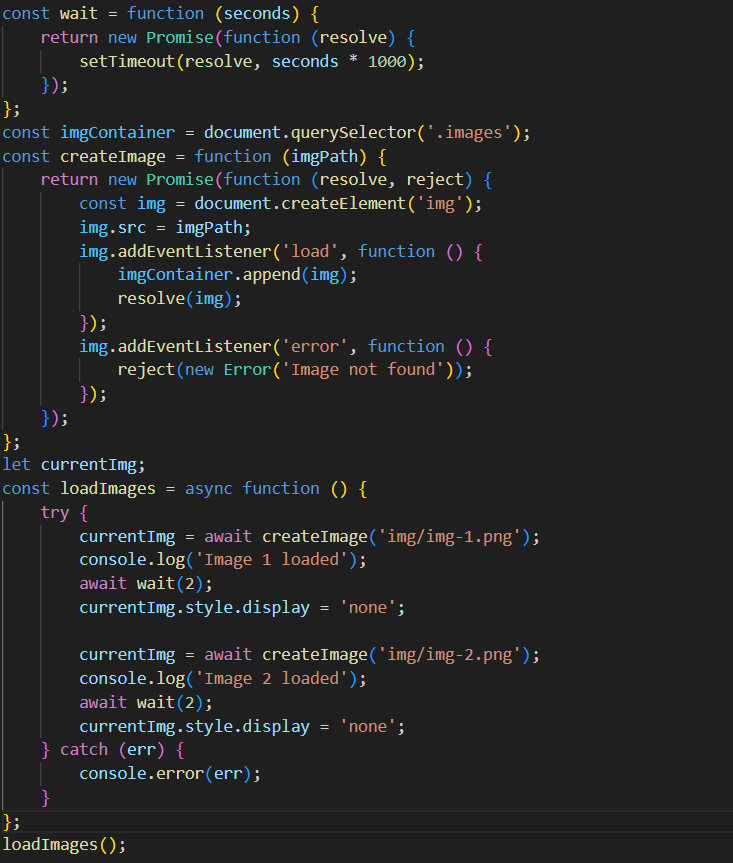 const wait = function (seconds) {
    return new Promise(function (resolve) {
        setTimeout(resolve, seconds * 1000);
    });
};
const imgContainer = document.querySelector('.images');
const createImage = function (imgPath) {
    return new Promise(function (resolve, reject) {
        const img = document.createElement('img');
        img.src = imgPath;
        img.addEventListener('load', function () {
            imgContainer.append(img);
            resolve(img);
        });
        img.addEventListener('error', function () {
            reject(new Error('Image not found'));
        });
    });
};
let currentImg;
const loadImages = async function () {
    try {
        currentImg = await createImage('img/img-1.png');
        console.log('Image 1 loaded');
        await wait(2);
        currentImg.style.display = 'none';

        currentImg = await createImage('img/img-2.png');
        console.log('Image 2 loaded');
        await wait(2);
        currentImg.style.display = 'none';
    } catch (err) {
        console.error(err);
    }
};
loadImages();